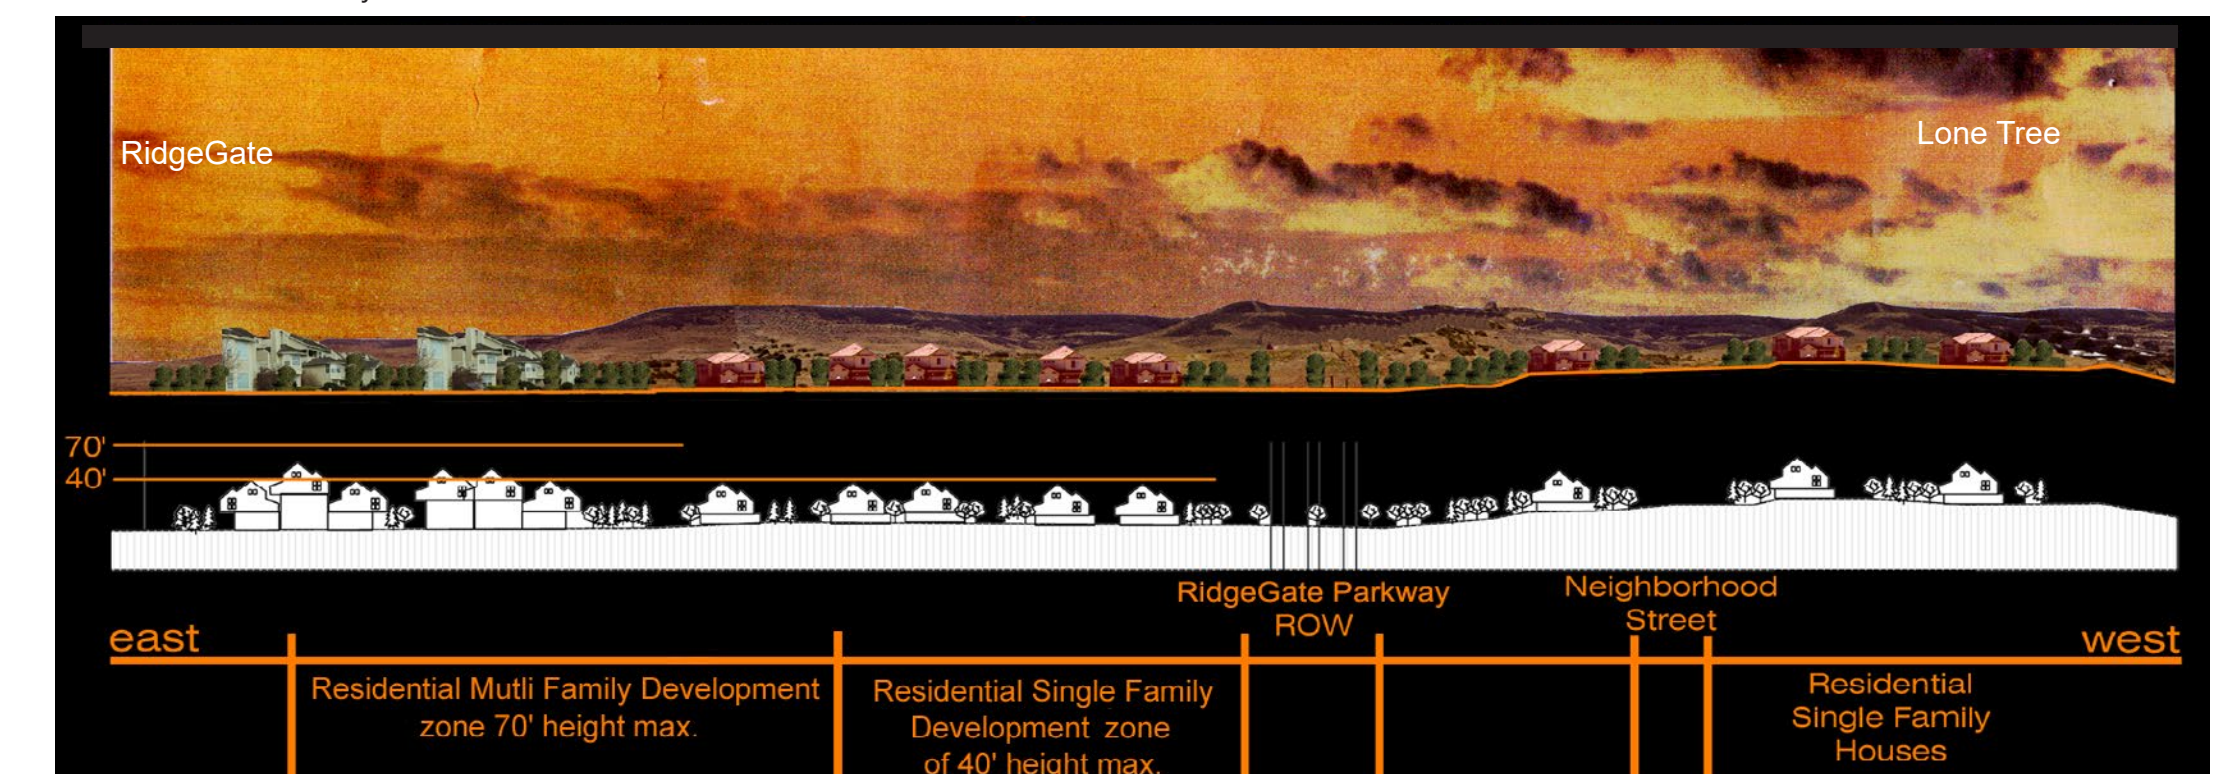 RidgeGate
Lone Tree
70'
40'
RidgeGate Parkway
ROW
Neighborhood
Street
east
west
Residential Mutli Family Development
zone 70' height max.
Residential Single Family
Development zone
of 40' height max.
Residential
Single Family
Houses